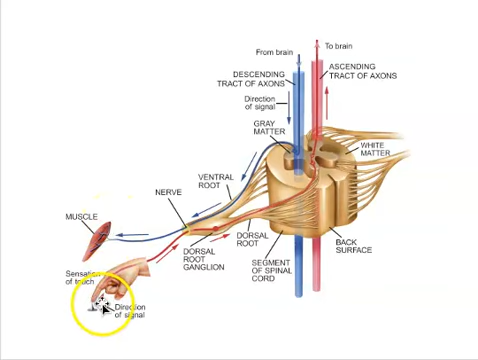 From brain
To brain
DESCENDING
TRACT OF AXONS
ASCENDING
TRACT OF AXONS
Direction
of signal
GRAY
MATTER
WHITE
MATTER
VENTRAL
ROOT
NERVE
MUSCLE
DORSAL
ROOT
GANGLION
DORSAL
ROOT
BACK
SURFACE
SEGMENT
OF SPINAL
CORD
Sensation
of touch
Direction
of signal